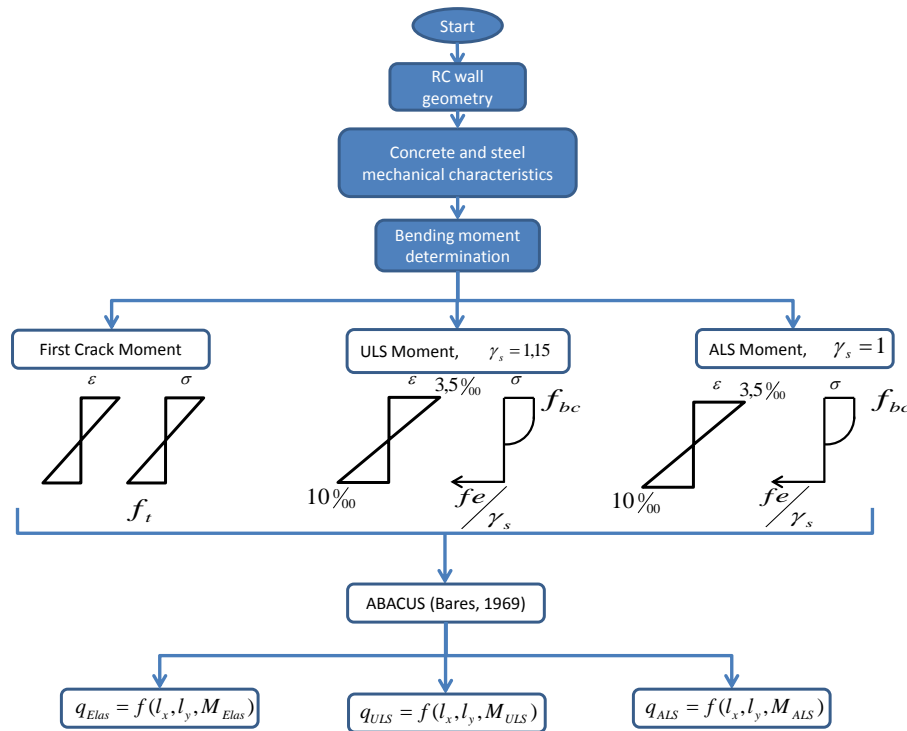 Start
RC wall
geometry
Concrete and steel
mechanical characteristics
Bending moment
determination
First Crack Moment
ULS Moment, γs = 1,15
ALS Moment, γs = 1
ε σ
ε 3,5‰ σ
fbc
ε 3,5‰ σ
fbc
ft
10‰
fe/γs
10‰
fe/γs
ABACUS (Bares, 1969)
qElas = f(lx, ly, MElas)
qULS = f(lx, ly, MULS)
qALS = f(lx, ly, MALS)